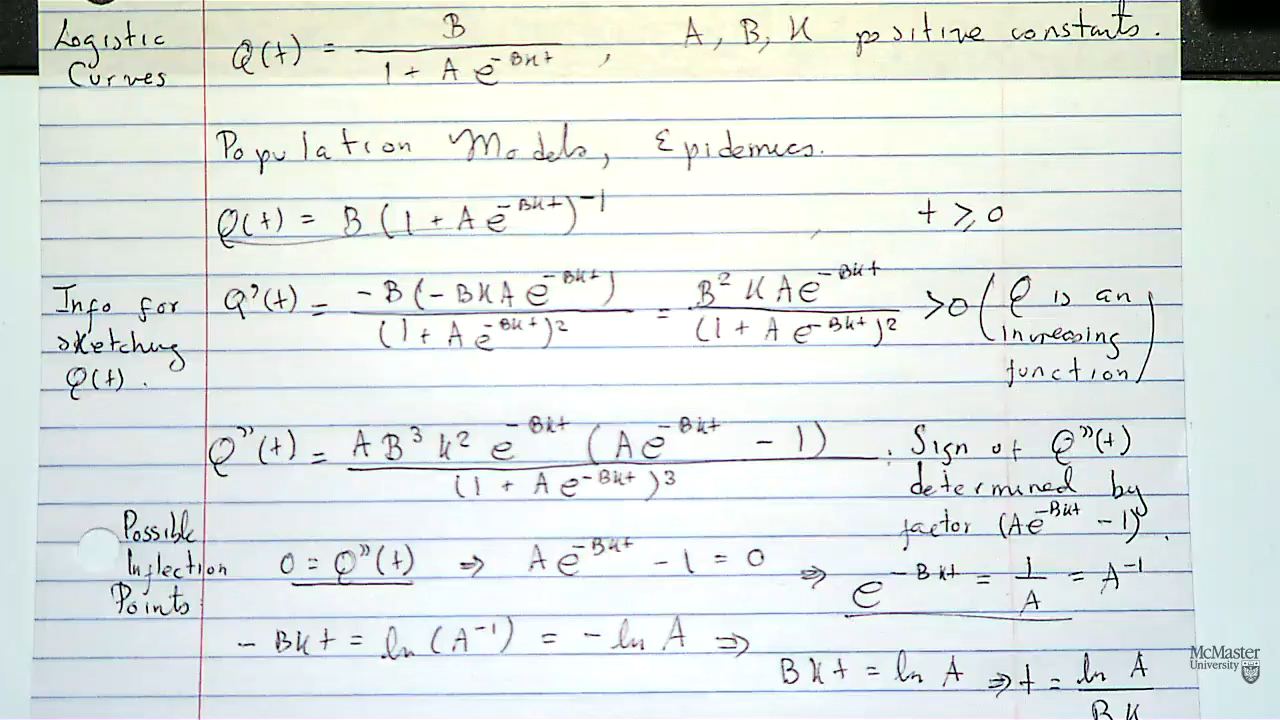 Logistic Curves Q(t) = B / (1 + A e^{-Bkt}) , A, B, k positive constants.
Population Models, Epidemics.
Q(t) = B (1 + A e^{-Bkt})^{-1} t ≥ 0
Info for sketching Q(t). Q'(t) = -B (-BkA e^{-Bkt}) / (1 + A e^{-Bkt})^2 = B^2 k A e^{-Bkt} / (1 + A e^{-Bkt})^2 > 0 (Q is an increasing function)
Q''(t) = A B^3 k^2 e^{-Bkt} (A e^{-Bkt} - 1) / (1 + A e^{-Bkt})^3 . Sign of Q''(t) determined by factor (A e^{-Bkt} - 1).
Possible Inflection Points 0 = Q''(t) ⇒ A e^{-Bkt} - 1 = 0 ⇒ e^{-Bkt} = 1/A = A^{-1}
- Bkt = ln (A^{-1}) = - ln A ⇒
Bkt = ln A ⇒ t = ln A / Bk
McMaster
University